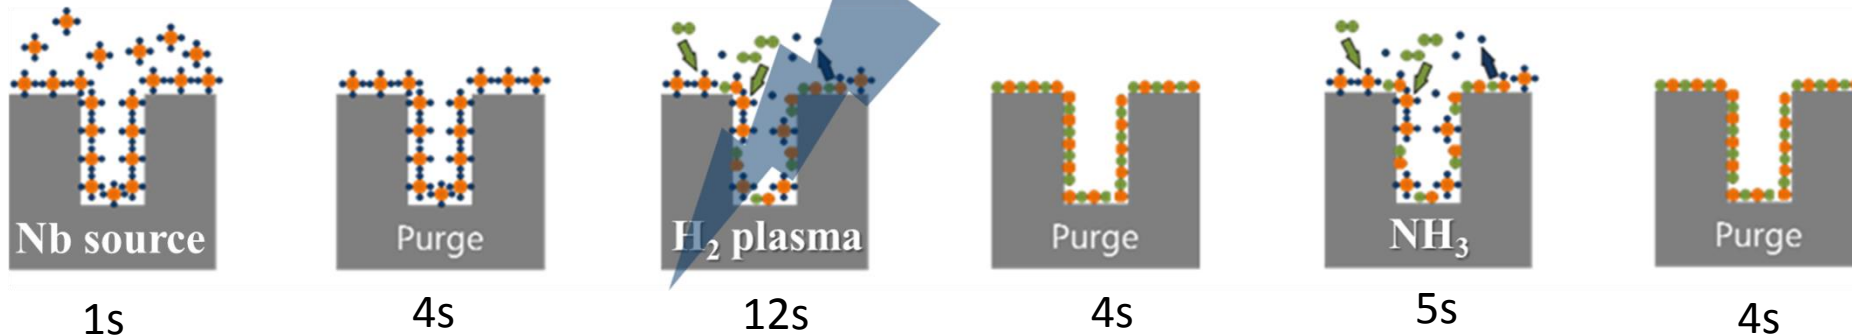 Nb source
Purge
H₂ plasma
Purge
NH₃
Purge
1s
4s
12s
4s
5s
4s